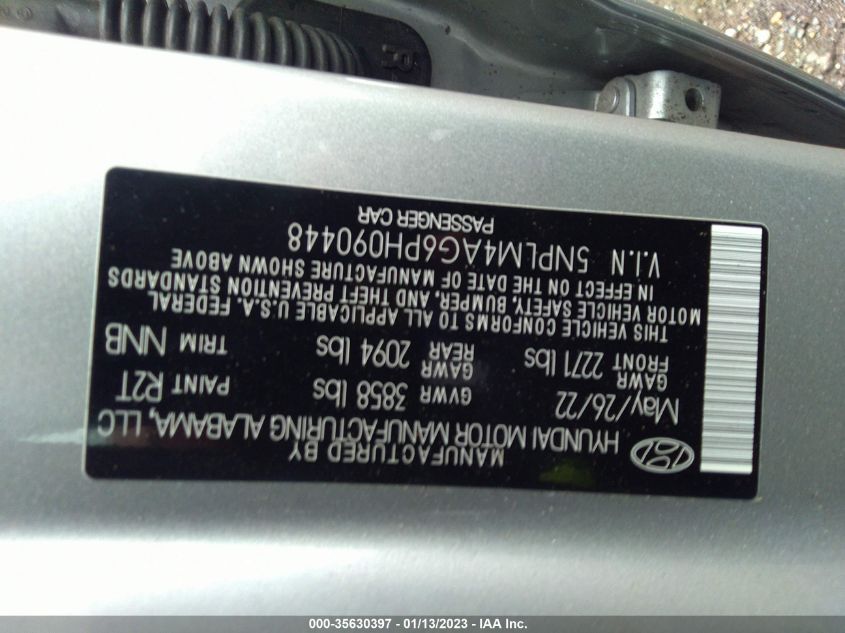 MANUFACTURED BY
HYUNDAI MOTOR MANUFACTURING ALABAMA, LLC
May/26/22 GVWR 3858 lbs PAINT R2T
GAWR FRONT 2271 lbs GAWR REAR 2094 lbs TRIM NNB
THIS VEHICLE CONFORMS TO ALL APPLICABLE U.S.A. FEDERAL
MOTOR VEHICLE SAFETY, BUMPER, AND THEFT PREVENTION STANDARDS
IN EFFECT ON THE DATE OF MANUFACTURE SHOWN ABOVE
V.I.N 5NPLM4AG6PH090448
PASSENGER CAR
000-35630397 - 01/13/2023 - IAA Inc.